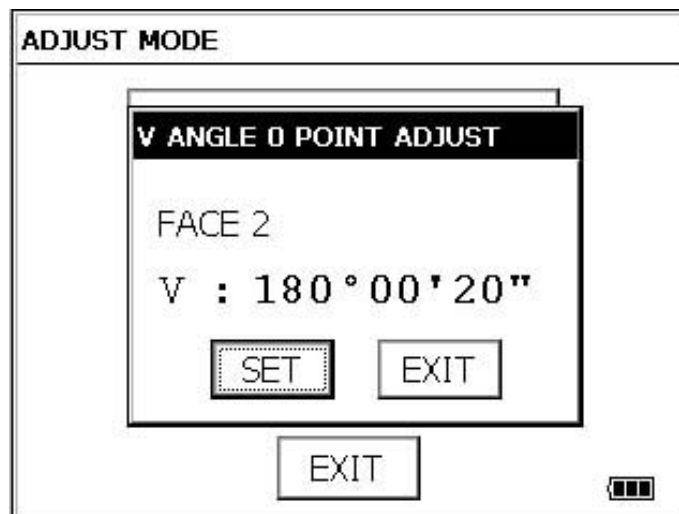 ADJUST MODE
V ANGLE 0 POINT ADJUST
FACE 2
V : 180°00'20"
SET EXIT
EXIT